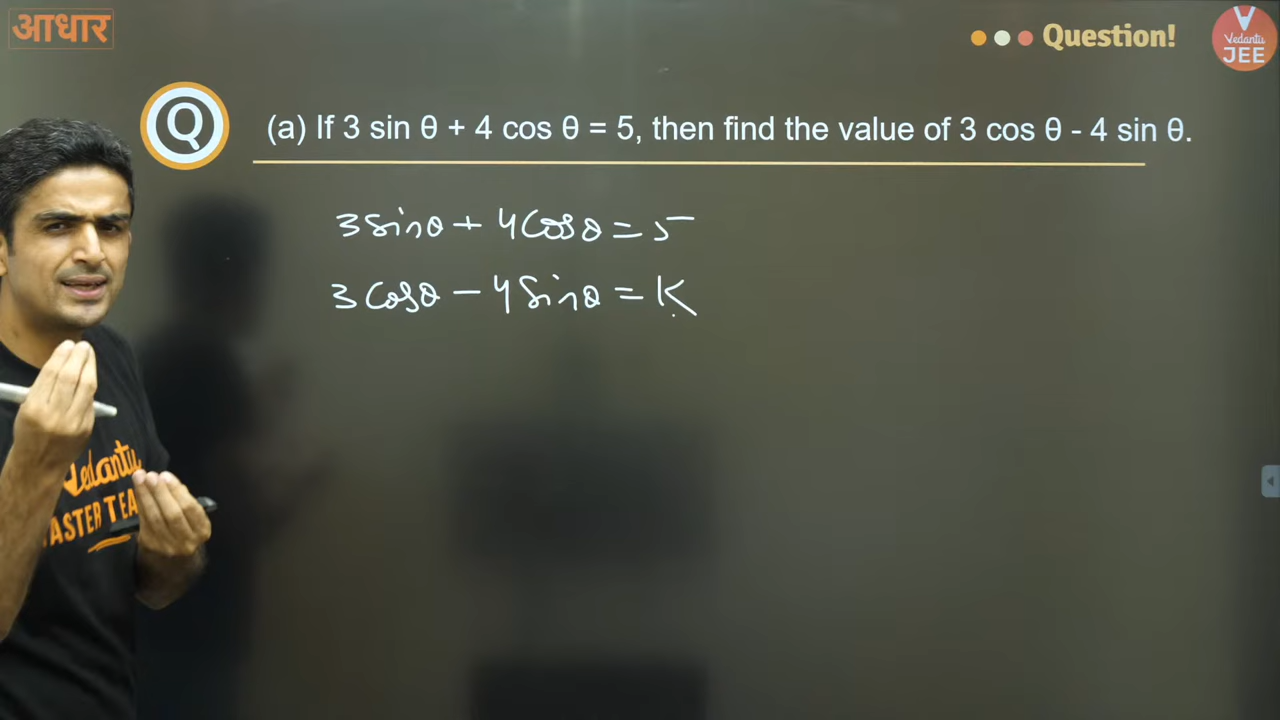 आधार
Question!
Vedantu
JEE
Q
(a) If 3 sin θ + 4 cos θ = 5, then find the value of 3 cos θ - 4 sin θ.
3 sinθ + 4 cosθ = 5
3 cosθ - 4 sinθ = K
Vedantu
MASTER TEA